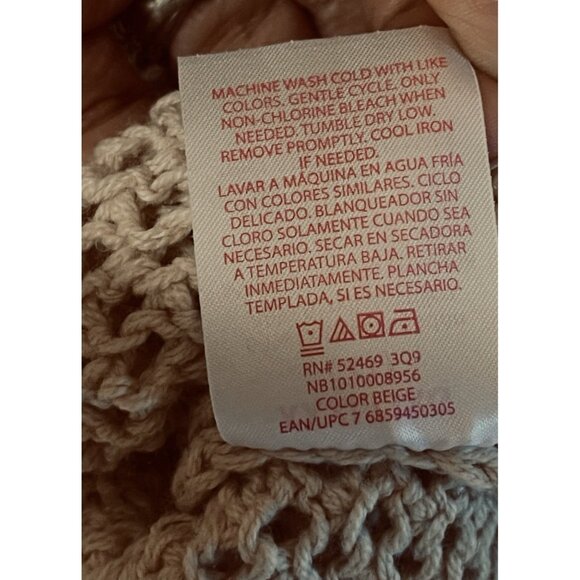 MACHINE WASH COLD WITH LIKE
COLORS. GENTLE CYCLE. ONLY
NON-CHLORINE BLEACH WHEN
NEEDED. TUMBLE DRY LOW.
REMOVE PROMPTLY. COOL IRON
IF NEEDED.
LAVAR A MÁQUINA EN AGUA FRÍA
CON COLORES SIMILARES. CICLO
DELICADO. BLANQUEADOR SIN
CLORO SOLAMENTE CUANDO SEA
NECESARIO. SECAR EN SECADORA
A TEMPERATURA BAJA. RETIRAR
INMEDIATAMENTE. PLANCHA
TEMPLADA, SI ES NECESARIO.
RN# 52469 3Q9
NB1010008956
COLOR BEIGE
EAN/UPC 7 6859450305